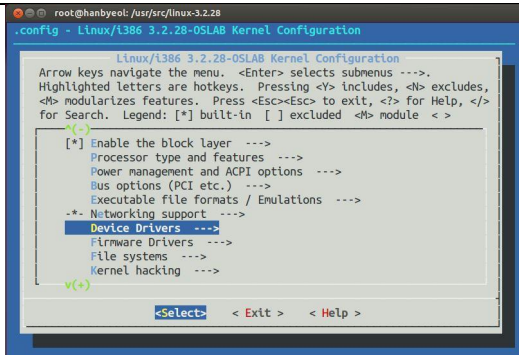 root@hanbyeol: /usr/src/linux-3.2.28
.config - Linux/i386 3.2.28-OSLAB Kernel Configuration
Linux/i386 3.2.28-OSLAB Kernel Configuration
Arrow keys navigate the menu.  <Enter> selects submenus --->.
Highlighted letters are hotkeys.  Pressing <Y> includes, <N> excludes,
<M> modularizes features.  Press <Esc><Esc> to exit, <?> for Help, </>
for Search.  Legend: [*] built-in  [ ] excluded  <M> module  < >
^(-)
[*] Enable the block layer  --->
Processor type and features  --->
Power management and ACPI options  --->
Bus options (PCI etc.)  --->
Executable file formats / Emulations  --->
-*- Networking support  --->
Device Drivers  --->
Firmware Drivers  --->
File systems  --->
Kernel hacking  --->
v(+)
<Select>    < Exit >    < Help >